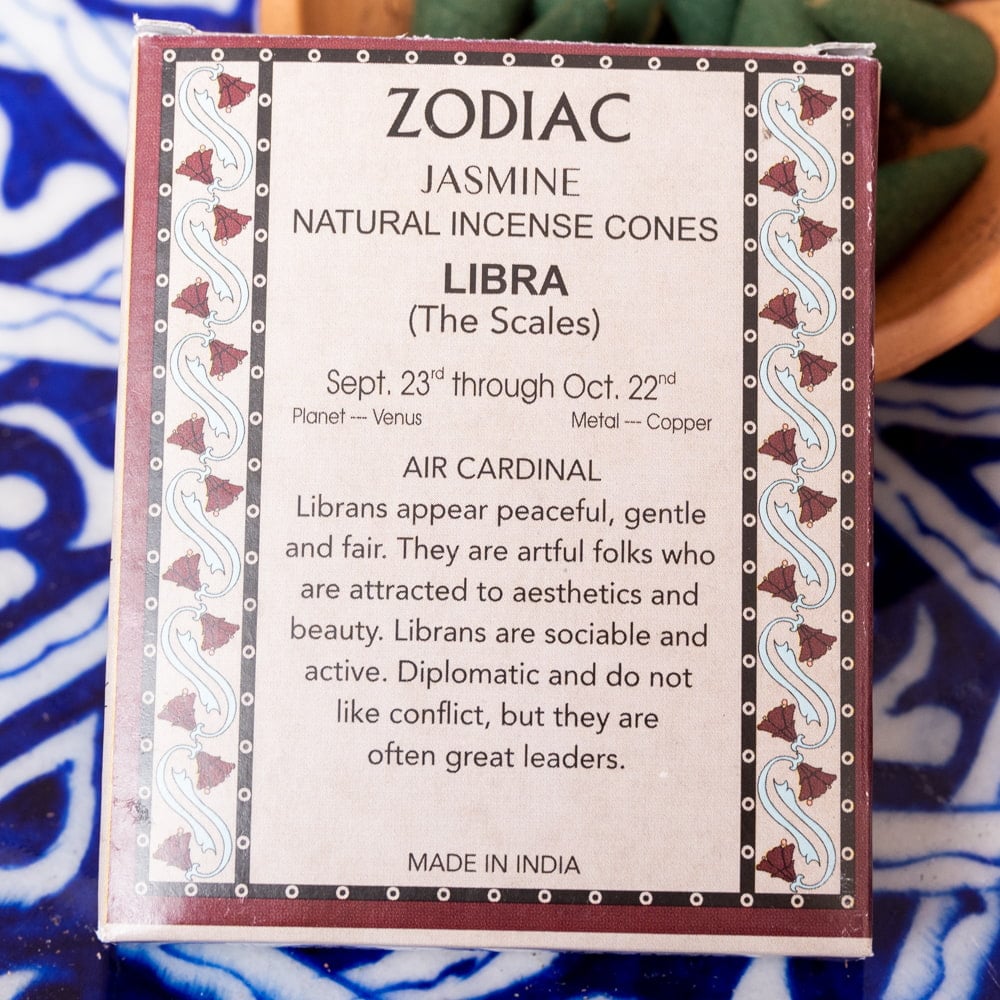 ZODIAC
JASMINE
NATURAL INCENSE CONES
LIBRA
(The Scales)
Sept. 23rd through Oct. 22nd
Planet --- Venus Metal --- Copper
AIR CARDINAL
Librans appear peaceful, gentle
and fair. They are artful folks who
are attracted to aesthetics and
beauty. Librans are sociable and
active. Diplomatic and do not
like conflict, but they are
often great leaders.
MADE IN INDIA